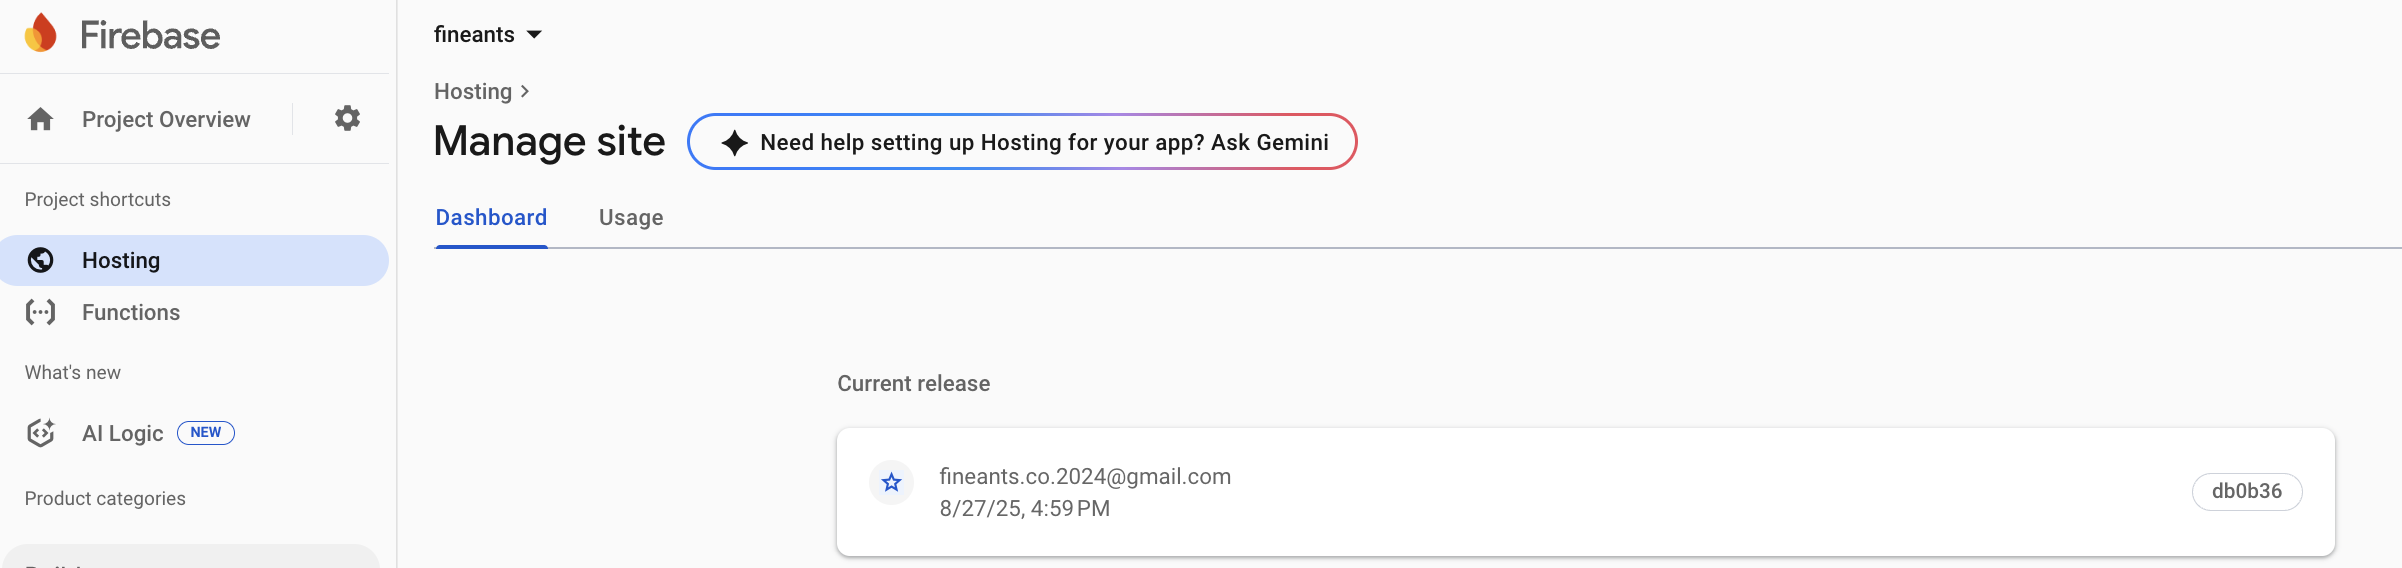 Firebase
Project Overview
Project shortcuts
Hosting
Functions
What's new
AI Logic NEW
Product categories
fineants
Hosting >
Manage site
Need help setting up Hosting for your app? Ask Gemini
Dashboard Usage
Current release
fineants.co.2024@gmail.com
8/27/25, 4:59 PM
db0b36